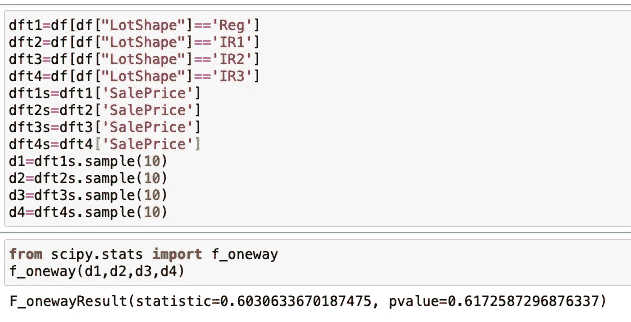 dft1=df[df["LotShape"]=='Reg']
dft2=df[df["LotShape"]=='IR1']
dft3=df[df["LotShape"]=='IR2']
dft4=df[df["LotShape"]=='IR3']
dft1s=dft1['SalePrice']
dft2s=dft2['SalePrice']
dft3s=dft3['SalePrice']
dft4s=dft4['SalePrice']
d1=dft1s.sample(10)
d2=dft2s.sample(10)
d3=dft3s.sample(10)
d4=dft4s.sample(10)
from scipy.stats import f_oneway
f_oneway(d1,d2,d3,d4)
F_onewayResult(statistic=0.6030633670187475, pvalue=0.6172587296876337)